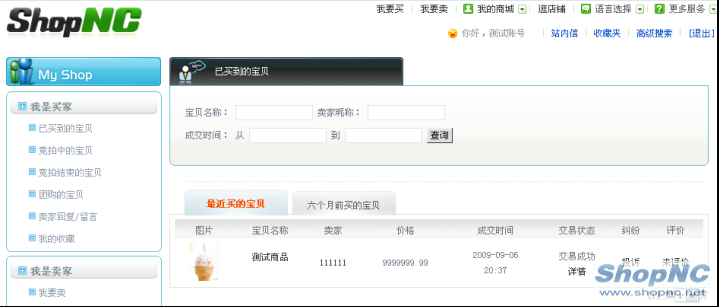 ShopNC
我要买 我要卖 我的商城 逛店铺 语言选择 更多服务
你好，测试账号 站内信 收藏夹 高级搜索 [退出]
My Shop
我是买家
已买到的宝贝
竞拍中的宝贝
竞拍结束的宝贝
团购的宝贝
卖家回复/留言
我的收藏
我是卖家
我要卖
已买到的宝贝
宝贝名称： 卖家昵称：
成交时间： 从 到 查询
最近买的宝贝 六个月前买的宝贝
图片 宝贝名称 卖家 价格 成交时间 交易状态 纠纷 评价
测试商品 111111 9999999.99 2009-09-06 20:37 交易成功 详情 投诉 未评价
ShopNC
www.shopnc.net